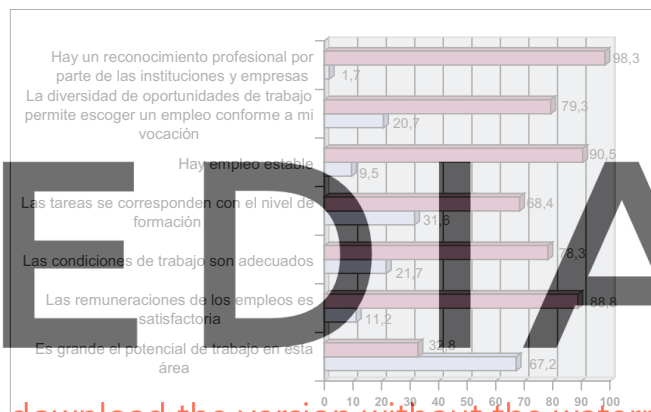 Hay un reconocimiento profesional por
parte de las instituciones y empresas
98,3
1,7
La diversidad de oportunidades de trabajo
permite escoger un empleo conforme a mi
vocación
79,3
20,7
Hay empleo estable
90,5
9,5
Las tareas se corresponden con el nivel de
formación
68,4
31,6
Las condiciones de trabajo son adecuados
78,3
21,7
Las remuneraciones de los empleos es
satisfactoria
88,8
11,2
Es grande el potencial de trabajo en esta
área
32,8
67,2
0 10 20 30 40 50 60 70 80 90 100
EDIA
download the version without the